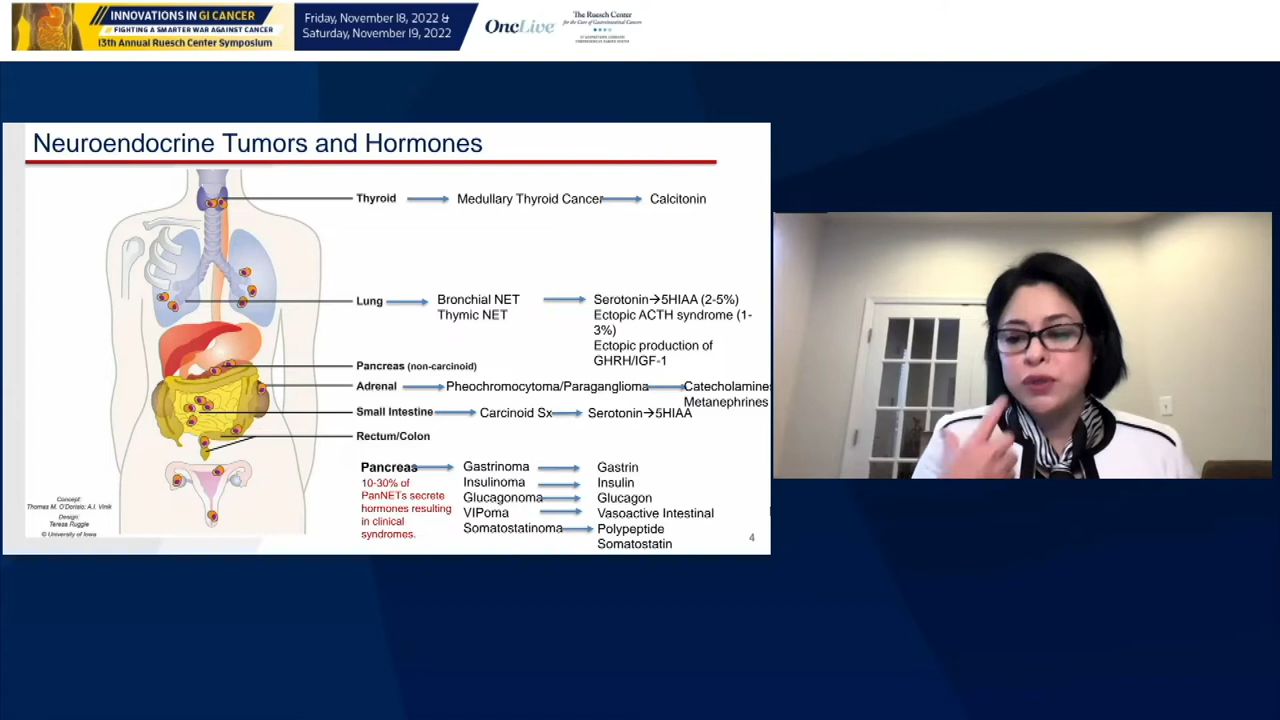 INNOVATIONS IN GI CANCER
FIGHTING A SMARTER WAR AGAINST CANCER
13th Annual Ruesch Center Symposium
Friday, November 18, 2022 &
Saturday, November 19, 2022
OncLive
The Ruesch Center
for the Cure of Gastrointestinal Cancers
Neuroendocrine Tumors and Hormones
Thyroid
Medullary Thyroid Cancer
Calcitonin
Lung
Bronchial NET
Thymic NET
Serotonin→5HIAA (2-5%)
Ectopic ACTH syndrome (1-
3%)
Ectopic production of
GHRH/IGF-1
Pancreas (non-carcinoid)
Adrenal
Pheochromocytoma/Paraganglioma
Catecholamines
Metanephrines
Small Intestine
Carcinoid Sx
Serotonin→5HIAA
Rectum/Colon
Pancreas
10-30% of
PanNETs secrete
hormones resulting
in clinical
syndromes.
Gastrinoma
Insulinoma
Glucagonoma
VIPoma
Somatostatinoma
Gastrin
Insulin
Glucagon
Vasoactive Intestinal
Polypeptide
Somatostatin
Concept:
Thomas M. O'Dorisio; A.I. Vinik
Design:
Teresa Ruggle
© University of Iowa
4